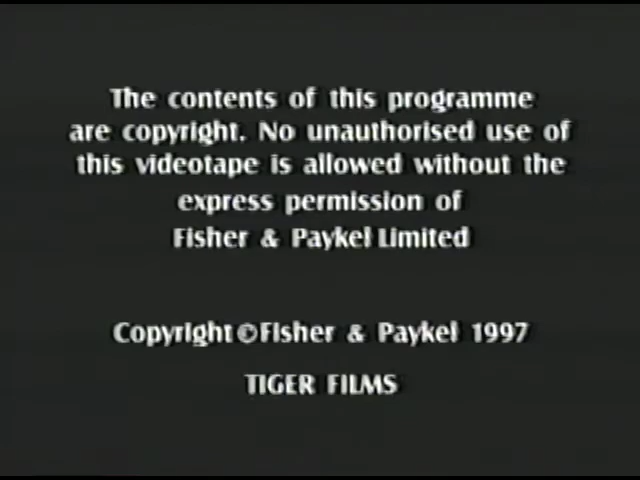 The contents of this programme
are copyright. No unauthorised use of
this videotape is allowed without the
express permission of
Fisher & Paykel Limited
Copyright © Fisher & Paykel 1997
TIGER FILMS